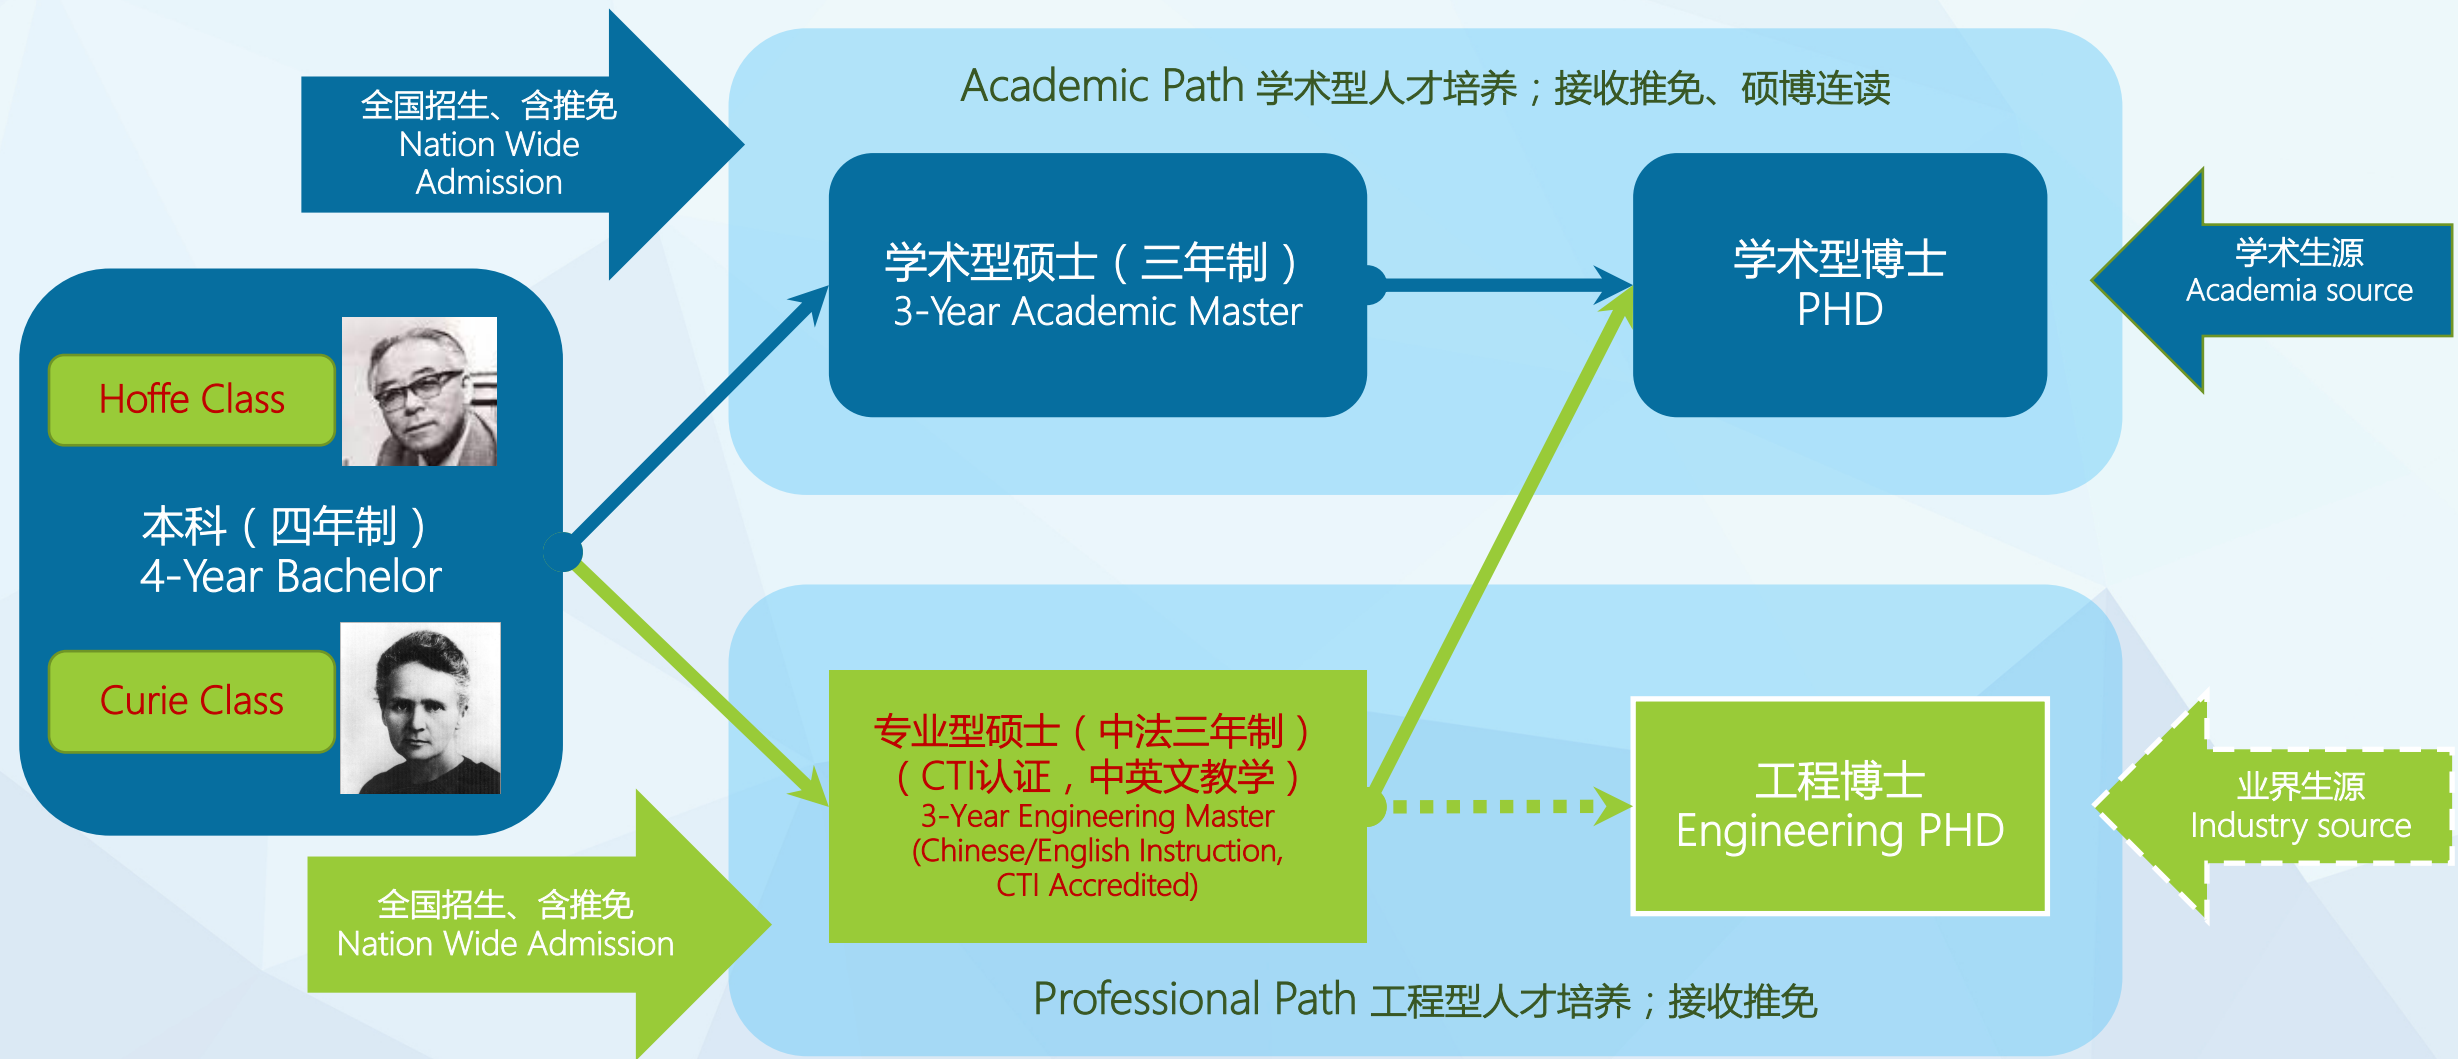 全国招生、含推免
Nation Wide
Admission
Academic Path 学术型人才培养；接收推免、硕博连读
学术型硕士（三年制）
3-Year Academic Master
学术型博士
PHD
学术生源
Academia source
Hoffe Class
本科（四年制）
4-Year Bachelor
Curie Class
专业型硕士（中法三年制）
（CTI认证，中英文教学）
3-Year Engineering Master
(Chinese/English Instruction,
CTI Accredited)
工程博士
Engineering PHD
业界生源
Industry source
全国招生、含推免
Nation Wide Admission
Professional Path 工程型人才培养；接收推免